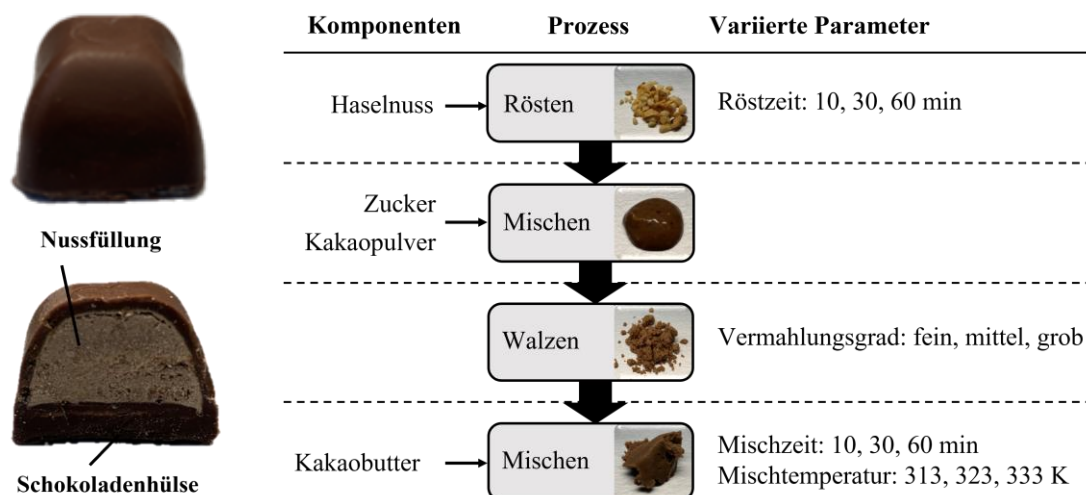 Nussfüllung
Schokoladenhülse
Komponenten Prozess Variierte Parameter
Haselnuss Rösten Röstzeit: 10, 30, 60 min
Zucker
Kakaopulver
Mischen
Walzen Vermahlungsgrad: fein, mittel, grob
Kakaobutter Mischen
Mischzeit: 10, 30, 60 min
Mischtemperatur: 313, 323, 333 K